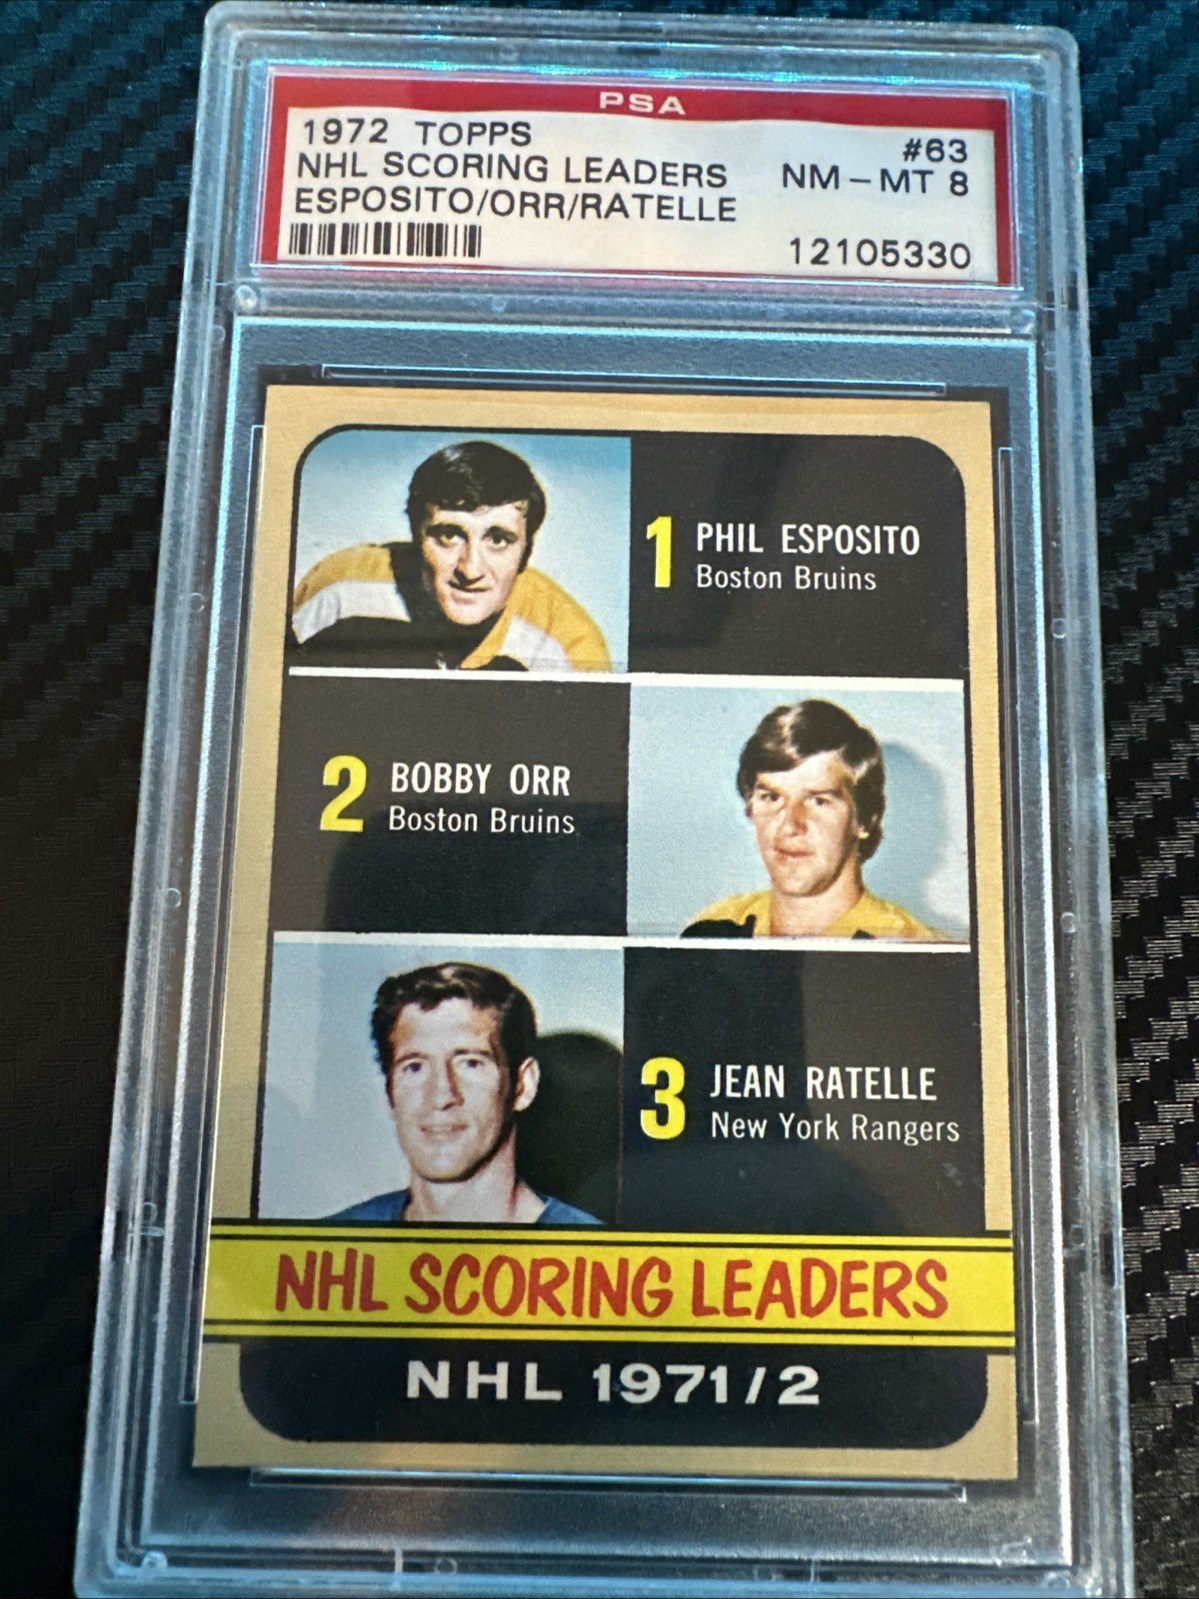 PSA
1972 TOPPS #63
NHL SCORING LEADERS NM-MT 8
ESPOSITO/ORR/RATELLE
12105330
1 PHIL ESPOSITO
Boston Bruins
2 BOBBY ORR
Boston Bruins
3 JEAN RATELLE
New York Rangers
NHL SCORING LEADERS
NHL 1971/2